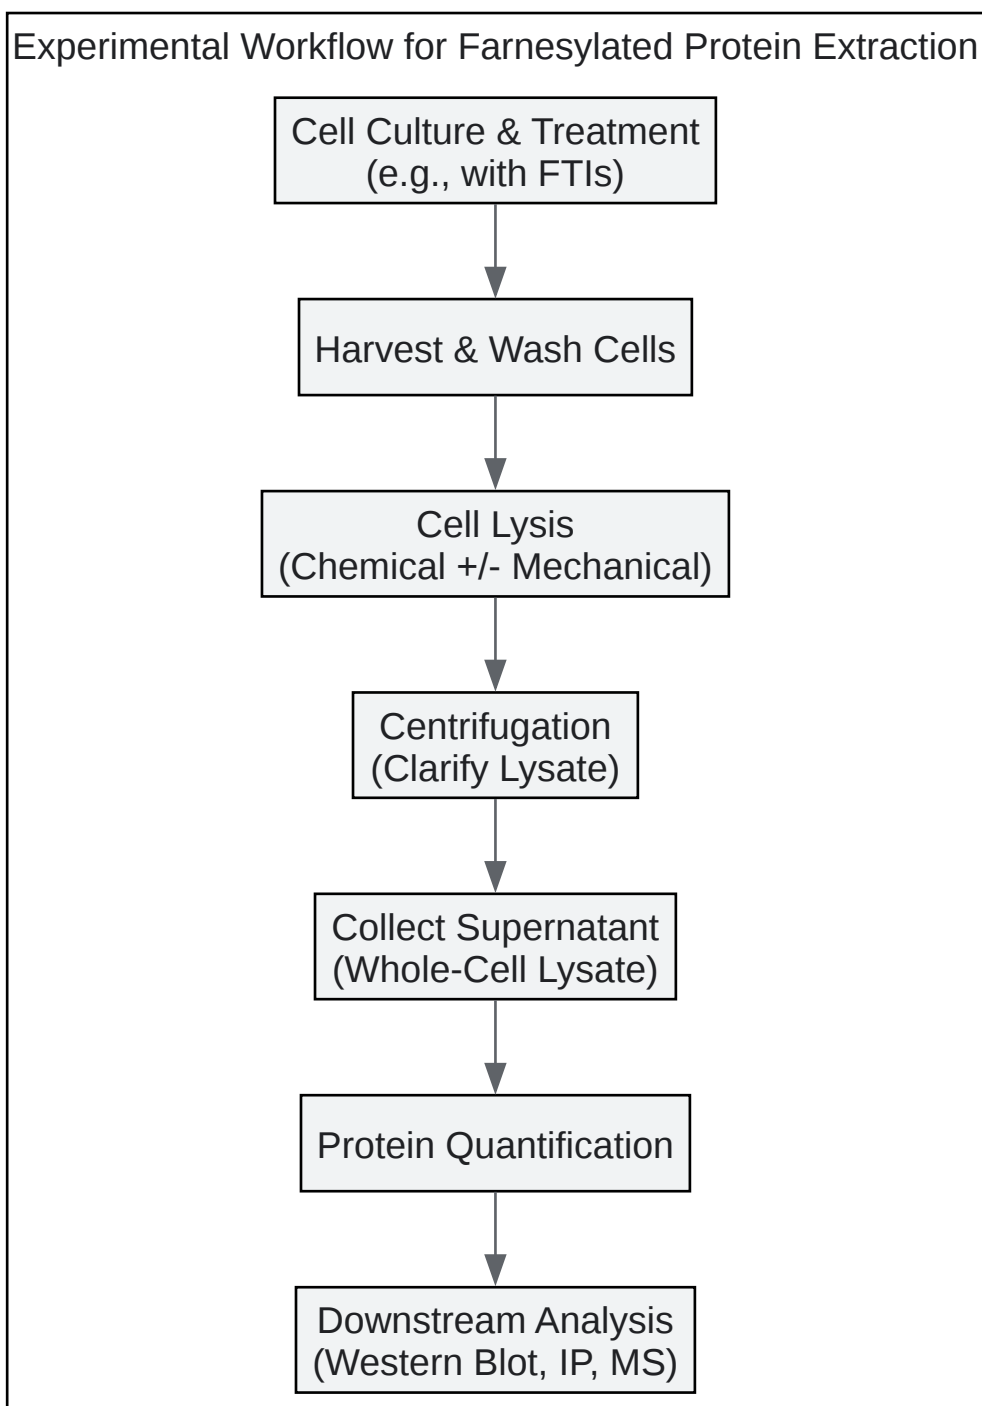 Experimental Workflow for Farnesylated Protein Extraction
Cell Culture & Treatment
(e.g., with FTIs)
Harvest & Wash Cells
Cell Lysis
(Chemical +/- Mechanical)
Centrifugation
(Clarify Lysate)
Collect Supernatant
(Whole-Cell Lysate)
Protein Quantification
Downstream Analysis
(Western Blot, IP, MS)